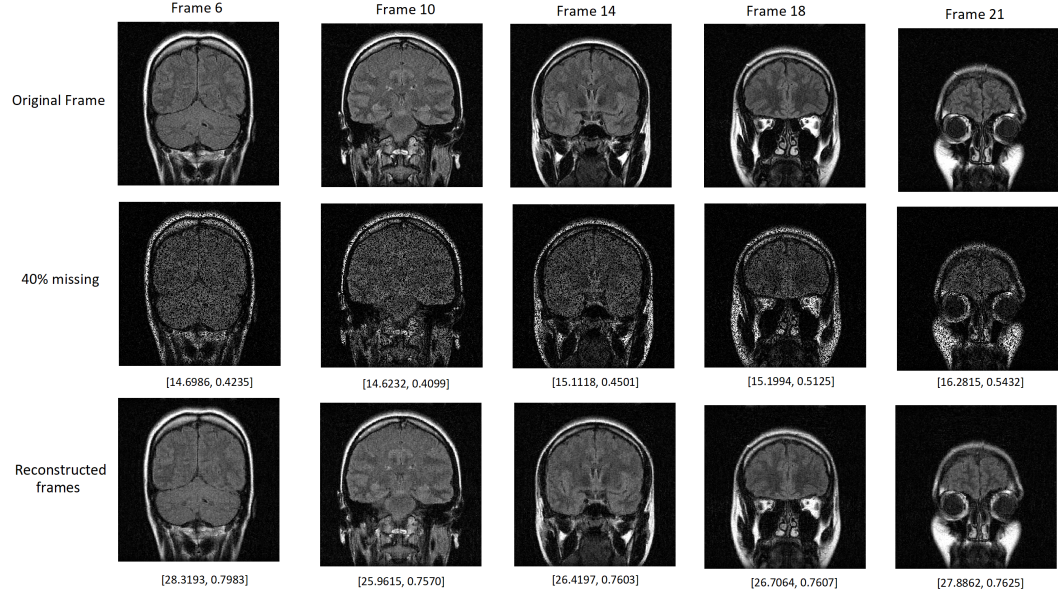 Frame 6
Frame 10
Frame 14
Frame 18
Frame 21
Original Frame
40% missing
[14.6986, 0.4235]
[14.6232, 0.4099]
[15.1118, 0.4501]
[15.1994, 0.5125]
[16.2815, 0.5432]
Reconstructed
frames
[28.3193, 0.7983]
[25.9615, 0.7570]
[26.4197, 0.7603]
[26.7064, 0.7607]
[27.8862, 0.7625]